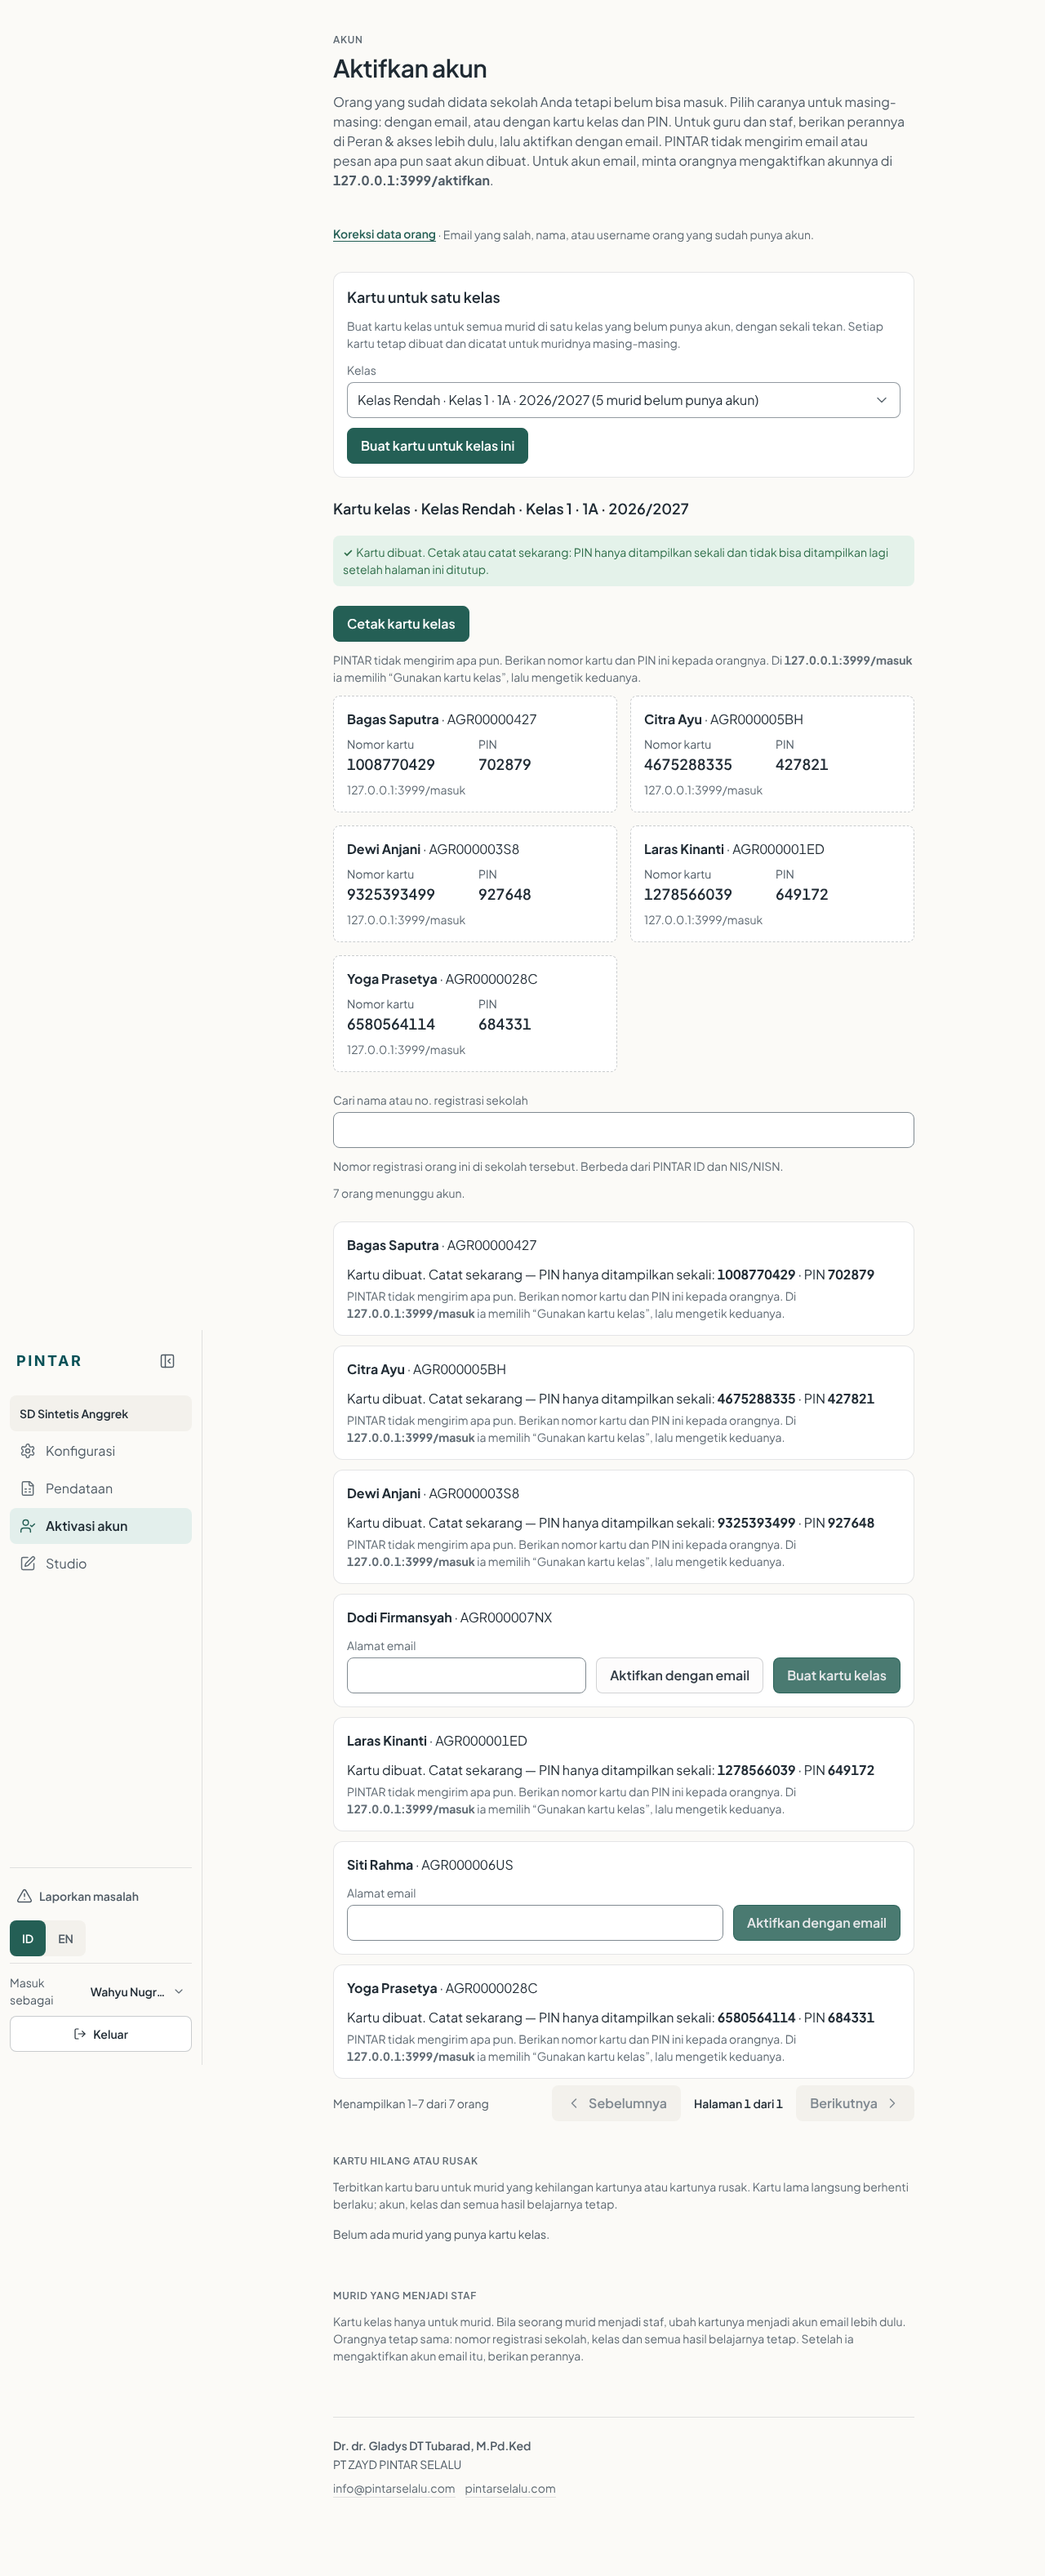 AKUN
Aktifkan akun
Orang yang sudah didata sekolah Anda tetapi belum bisa masuk. Pilih caranya untuk masing-
masing: dengan email, atau dengan kartu kelas dan PIN. Untuk guru dan staf, berikan perannya
di Peran & akses lebih dulu, lalu aktifkan dengan email. PINTAR tidak mengirim email atau
pesan apa pun saat akun dibuat. Untuk akun email, minta orangnya mengaktifkan akunnya di
127.0.0.1:3999/aktifkan.
Koreksi data orang · Email yang salah, nama, atau username orang yang sudah punya akun.
Kartu untuk satu kelas
Buat kartu kelas untuk semua murid di satu kelas yang belum punya akun, dengan sekali tekan. Setiap
kartu tetap dibuat dan dicatat untuk muridnya masing-masing.
Kelas
Kelas Rendah · Kelas 1 · 1A · 2026/2027 (5 murid belum punya akun)
Buat kartu untuk kelas ini
Kartu kelas · Kelas Rendah · Kelas 1 · 1A · 2026/2027
✓ Kartu dibuat. Cetak atau catat sekarang: PIN hanya ditampilkan sekali dan tidak bisa ditampilkan lagi
setelah halaman ini ditutup.
Cetak kartu kelas
PINTAR tidak mengirim apa pun. Berikan nomor kartu dan PIN ini kepada orangnya. Di 127.0.0.1:3999/masuk
ia memilih “Gunakan kartu kelas”, lalu mengetik keduanya.
Bagas Saputra · AGR00000427
Nomor kartu PIN
1008770429 702879
127.0.0.1:3999/masuk
Citra Ayu · AGR000005BH
Nomor kartu PIN
4675288335 427821
127.0.0.1:3999/masuk
Dewi Anjani · AGR000003S8
Nomor kartu PIN
9325393499 927648
127.0.0.1:3999/masuk
Laras Kinanti · AGR000001ED
Nomor kartu PIN
1278566039 649172
127.0.0.1:3999/masuk
Yoga Prasetya · AGR0000028C
Nomor kartu PIN
6580564114 684331
127.0.0.1:3999/masuk
Cari nama atau no. registrasi sekolah
Nomor registrasi orang ini di sekolah tersebut. Berbeda dari PINTAR ID dan NIS/NISN.
7 orang menunggu akun.
Bagas Saputra · AGR00000427
Kartu dibuat. Catat sekarang — PIN hanya ditampilkan sekali: 1008770429 · PIN 702879
PINTAR tidak mengirim apa pun. Berikan nomor kartu dan PIN ini kepada orangnya. Di
127.0.0.1:3999/masuk ia memilih “Gunakan kartu kelas”, lalu mengetik keduanya.
Citra Ayu · AGR000005BH
Kartu dibuat. Catat sekarang — PIN hanya ditampilkan sekali: 4675288335 · PIN 427821
PINTAR tidak mengirim apa pun. Berikan nomor kartu dan PIN ini kepada orangnya. Di
127.0.0.1:3999/masuk ia memilih “Gunakan kartu kelas”, lalu mengetik keduanya.
Dewi Anjani · AGR000003S8
Kartu dibuat. Catat sekarang — PIN hanya ditampilkan sekali: 9325393499 · PIN 927648
PINTAR tidak mengirim apa pun. Berikan nomor kartu dan PIN ini kepada orangnya. Di
127.0.0.1:3999/masuk ia memilih “Gunakan kartu kelas”, lalu mengetik keduanya.
Dodi Firmansyah · AGR000007NX
Alamat email
Aktifkan dengan email
Buat kartu kelas
Laras Kinanti · AGR000001ED
Kartu dibuat. Catat sekarang — PIN hanya ditampilkan sekali: 1278566039 · PIN 649172
PINTAR tidak mengirim apa pun. Berikan nomor kartu dan PIN ini kepada orangnya. Di
127.0.0.1:3999/masuk ia memilih “Gunakan kartu kelas”, lalu mengetik keduanya.
Siti Rahma · AGR000006US
Alamat email
Aktifkan dengan email
Yoga Prasetya · AGR0000028C
Kartu dibuat. Catat sekarang — PIN hanya ditampilkan sekali: 6580564114 · PIN 684331
PINTAR tidak mengirim apa pun. Berikan nomor kartu dan PIN ini kepada orangnya. Di
127.0.0.1:3999/masuk ia memilih “Gunakan kartu kelas”, lalu mengetik keduanya.
Menampilkan 1–7 dari 7 orang
Sebelumnya
Halaman 1 dari 1
Berikutnya
KARTU HILANG ATAU RUSAK
Terbitkan kartu baru untuk murid yang kehilangan kartunya atau kartunya rusak. Kartu lama langsung berhenti
berlaku; akun, kelas dan semua hasil belajarnya tetap.
Belum ada murid yang punya kartu kelas.
MURID YANG MENJADI STAF
Kartu kelas hanya untuk murid. Bila seorang murid menjadi staf, ubah kartunya menjadi akun email lebih dulu.
Orangnya tetap sama: nomor registrasi sekolah, kelas dan semua hasil belajarnya tetap. Setelah ia
mengaktifkan akun email itu, berikan perannya.
Dr. dr. Gladys DT Tubarad, M.Pd.Ked
PT ZAYD PINTAR SELALU
info@pintarselalu.com pintarselalu.com
PINTAR
SD Sintetis Anggrek
Konfigurasi
Pendataan
Aktivasi akun
Studio
Laporkan masalah
ID EN
Masuk
sebagai
Wahyu Nugr...
Keluar